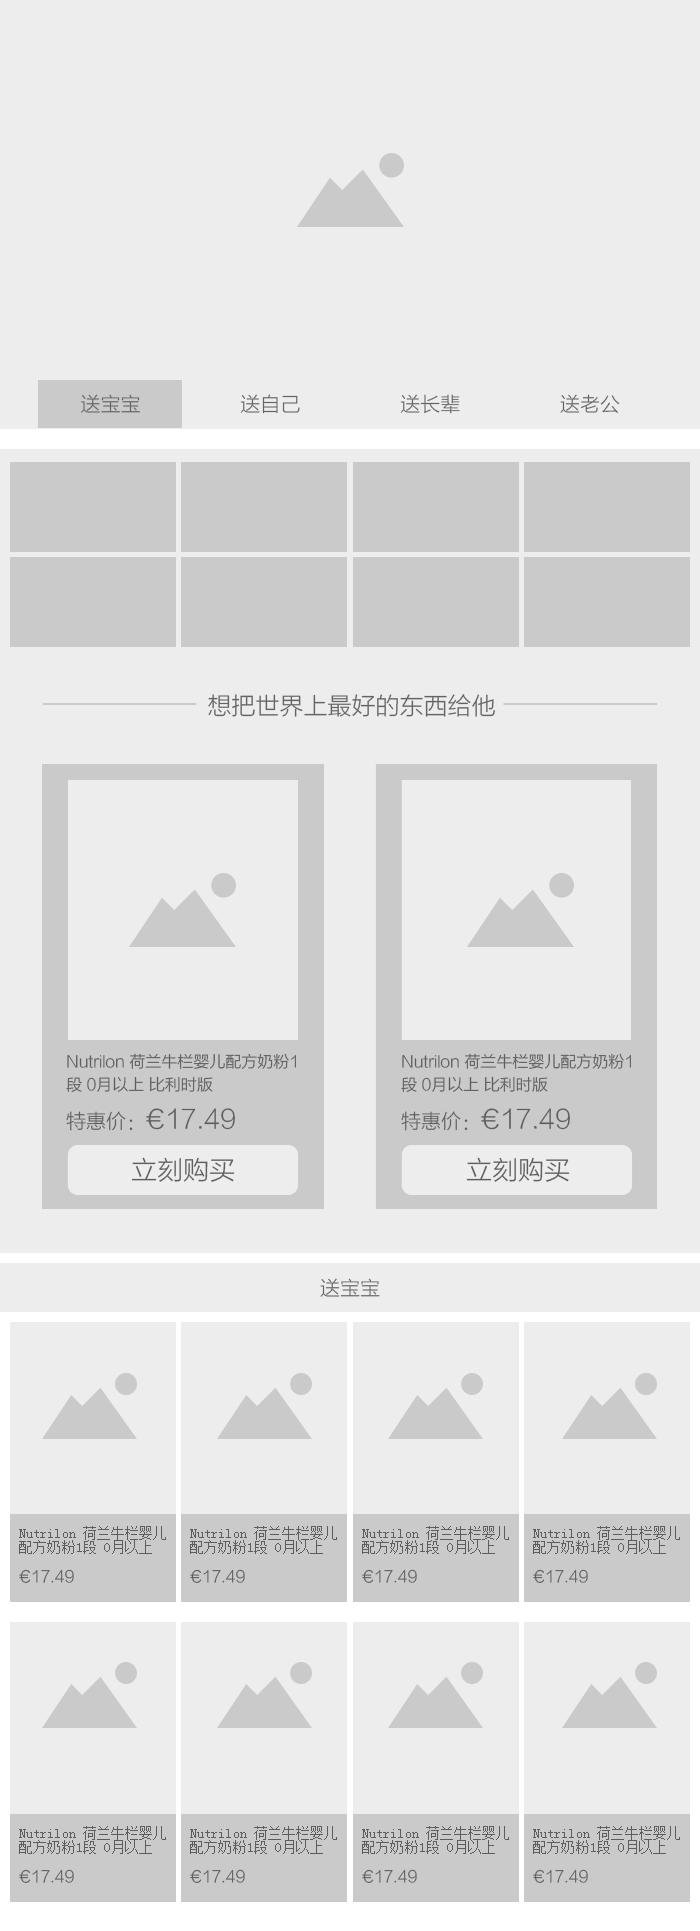 送宝宝 送自己 送长辈 送老公
想把世界上最好的东西给他
Nutrilon 荷兰牛栏婴儿配方奶粉1
段 0月以上 比利时版
特惠价：€17.49
立刻购买
Nutrilon 荷兰牛栏婴儿配方奶粉1
段 0月以上 比利时版
特惠价：€17.49
立刻购买
送宝宝
Nutrilon 荷兰牛栏婴儿
配方奶粉1段 0月以上
€17.49
Nutrilon 荷兰牛栏婴儿
配方奶粉1段 0月以上
€17.49
Nutrilon 荷兰牛栏婴儿
配方奶粉1段 0月以上
€17.49
Nutrilon 荷兰牛栏婴儿
配方奶粉1段 0月以上
€17.49
Nutrilon 荷兰牛栏婴儿
配方奶粉1段 0月以上
€17.49
Nutrilon 荷兰牛栏婴儿
配方奶粉1段 0月以上
€17.49
Nutrilon 荷兰牛栏婴儿
配方奶粉1段 0月以上
€17.49
Nutrilon 荷兰牛栏婴儿
配方奶粉1段 0月以上
€17.49